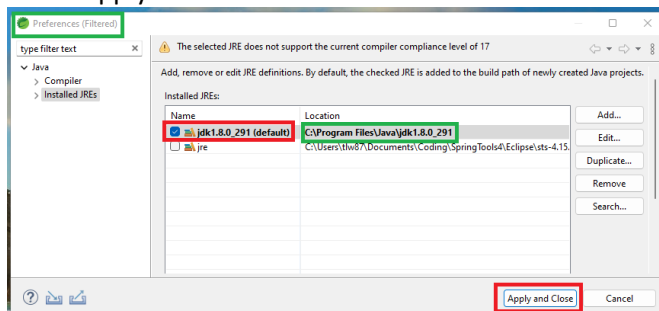 Preferences (Filtered)
type filter text
The selected JRE does not support the current compiler compliance level of 17
Java
Compiler
Installed JREs
Add, remove or edit JRE definitions. By default, the checked JRE is added to the build path of newly created Java projects.
Installed JREs:
Name Location
jdk1.8.0_291 (default) C:\Program Files\Java\jdk1.8.0_291
jre C:\Users\tlw87\Documents\Coding\SpringTools4\Eclipse\sts-4.15.
Add...
Edit...
Duplicate...
Remove
Search...
Apply and Close Cancel